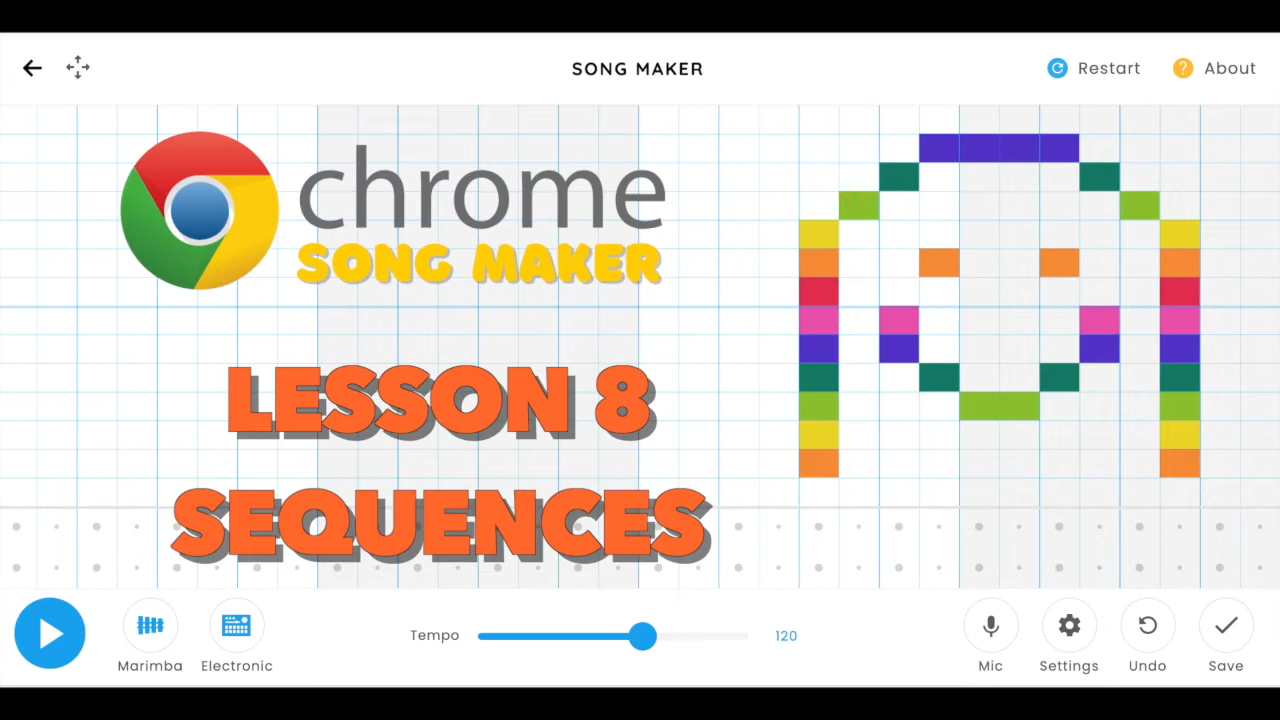 SONG MAKER
Restart
About
chrome
SONG MAKER
LESSON 8
SEQUENCES
Marimba
Electronic
Tempo
120
Mic
Settings
Undo
Save